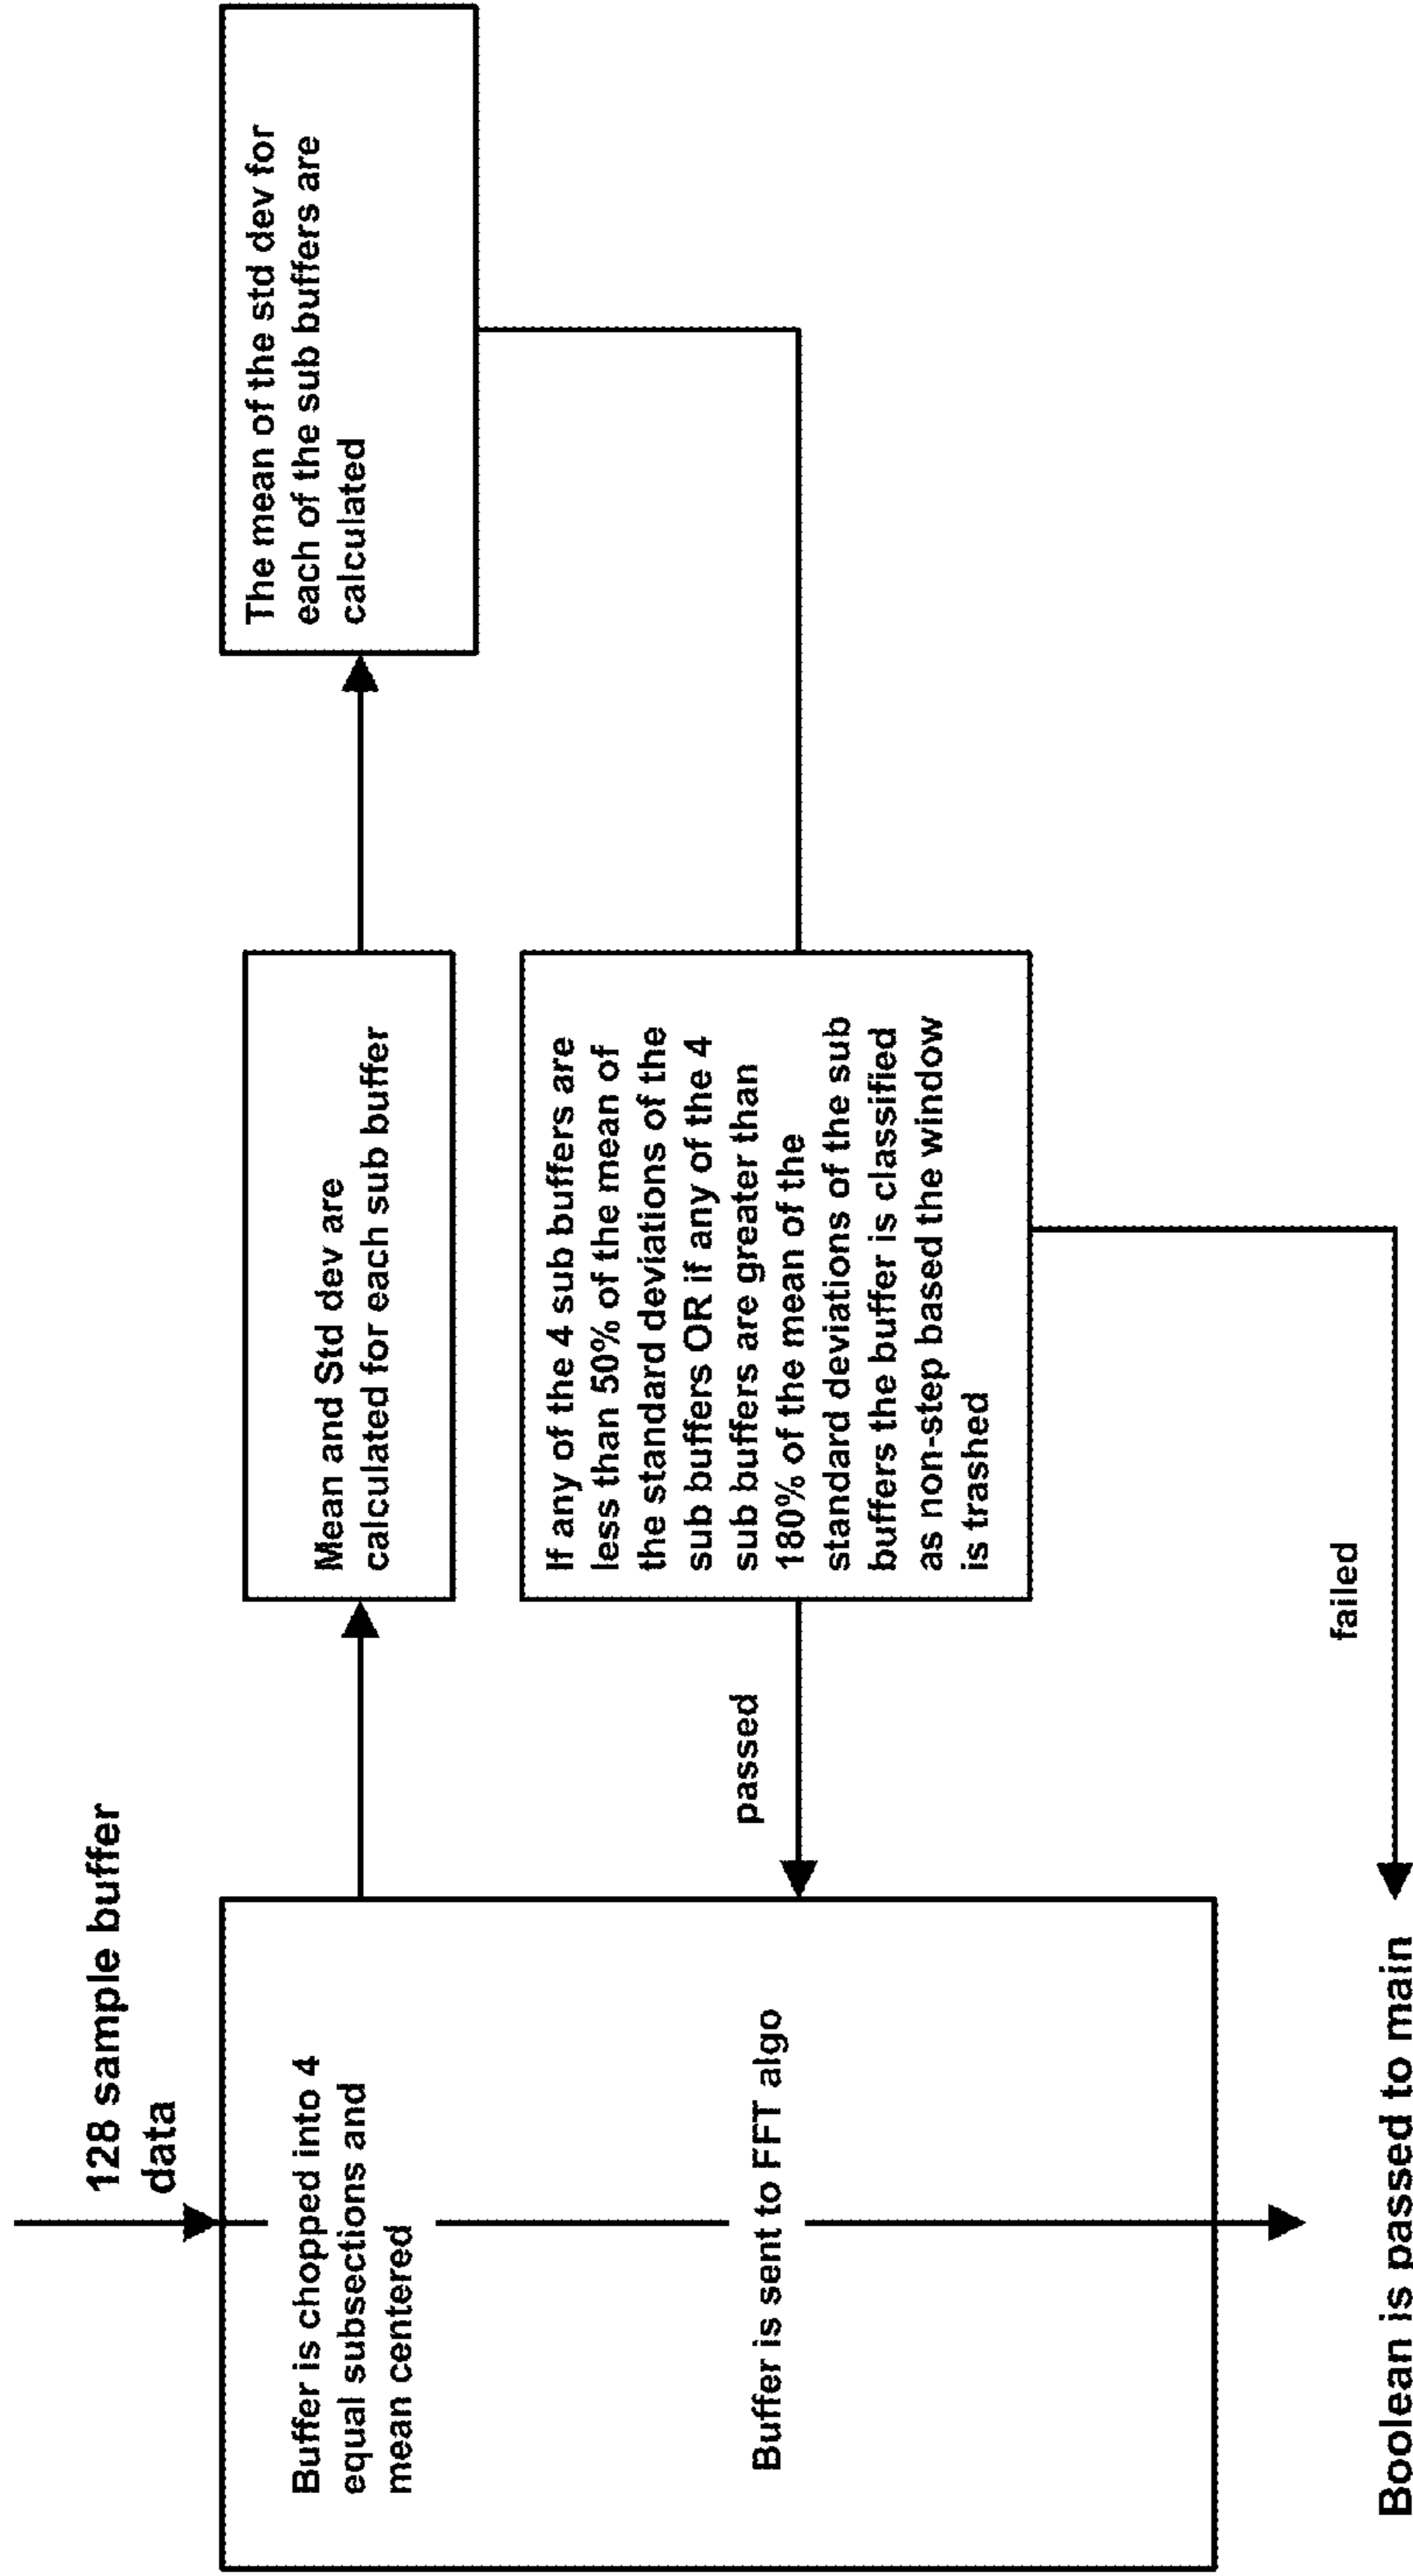 128 sample buffer
data
Buffer is chopped into 4
equal subsections and
mean centered
Mean and Std dev are
calculated for each sub buffer
The mean of the std dev for
each of the sub buffers are
calculated
If any of the 4 sub buffers are
less than 50% of the mean of
the standard deviations of the
sub buffers OR if any of the 4
sub buffers are greater than
180% of the mean of the
standard deviations of the sub
buffers the buffer is classified
as non-step based the window
is trashed
passed
Buffer is sent to FFT algo
failed
Boolean is passed to main